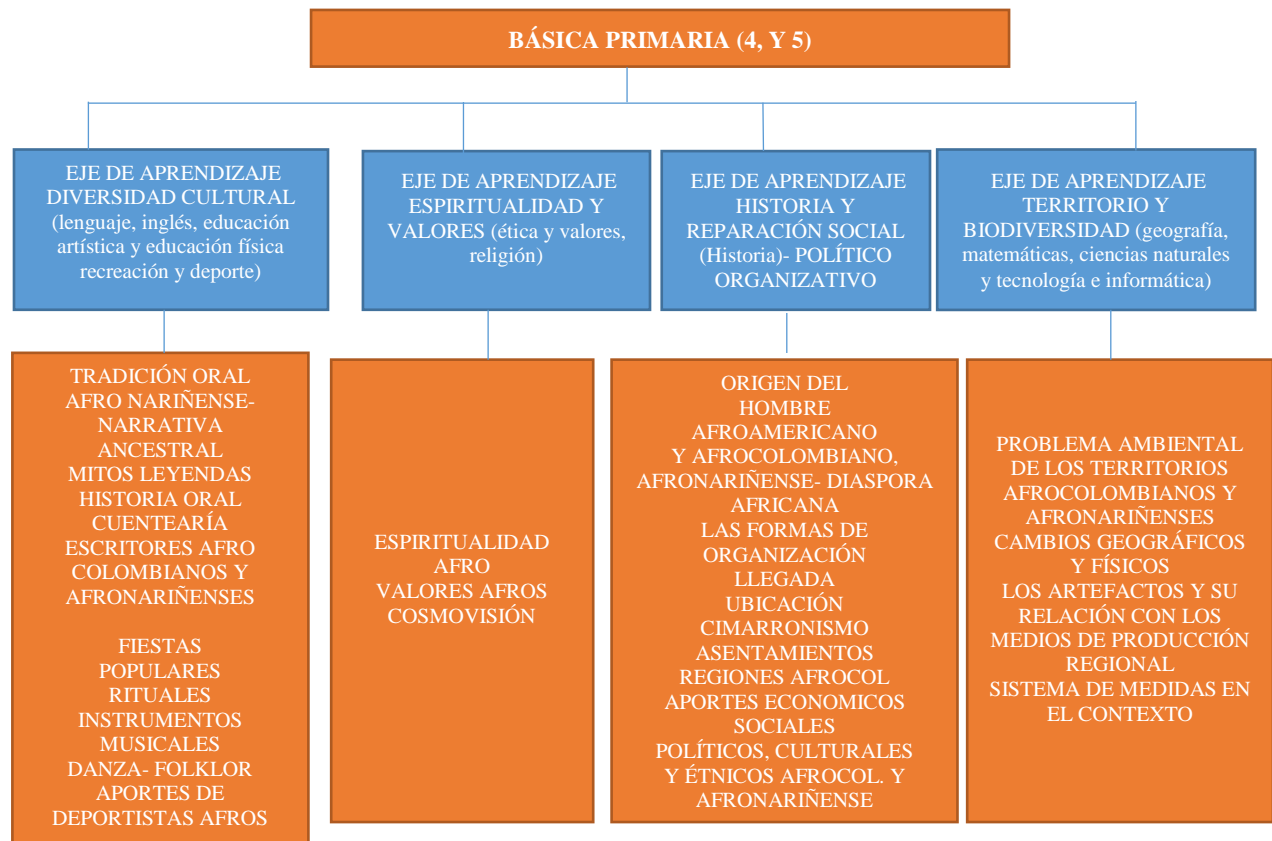 BÁSICA PRIMARIA (4, Y 5)
EJE DE APRENDIZAJE
DIVERSIDAD CULTURAL
(lenguaje, inglés, educación
artística y educación física
recreación y deporte)
EJE DE APRENDIZAJE
ESPIRITUALIDAD Y
VALORES (ética y valores,
religión)
EJE DE APRENDIZAJE
HISTORIA Y
REPARACIÓN SOCIAL
(Historia)- POLÍTICO
ORGANIZATIVO
EJE DE APRENDIZAJE
TERRITORIO Y
BIODIVERSIDAD (geografía,
matemáticas, ciencias naturales
y tecnología e informática)
TRADICIÓN ORAL
AFRO NARIÑENSE-
NARRATIVA
ANCESTRAL
MITOS LEYENDAS
HISTORIA ORAL
CUENTEARÍA
ESCRITORES AFRO
COLOMBIANOS Y
AFRONARIÑENSES
FIESTAS
POPULARES
RITUALES
INSTRUMENTOS
MUSICALES
DANZA- FOLKLOR
APORTES DE
DEPORTISTAS AFROS
ESPIRITUALIDAD
AFRO
VALORES AFROS
COSMOVISIÓN
ORIGEN DEL
HOMBRE
AFROAMERICANO
Y AFROCOLOMBIANO,
AFRONARIÑENSE- DIASPORA
AFRICANA
LAS FORMAS DE
ORGANIZACIÓN
LLEGADA
UBICACIÓN
CIMARRONISMO
ASENTAMIENTOS
REGIONES AFROCOL
APORTES ECONOMICOS
SOCIALES
POLÍTICOS, CULTURALES
Y ÉTNICOS AFROCOL. Y
AFRONARIÑENSE
PROBLEMA AMBIENTAL
DE LOS TERRITORIOS
AFROCOLOMBIANOS Y
AFRONARIÑENSES
CAMBIOS GEOGRÁFICOS
Y FÍSICOS
LOS ARTEFACTOS Y SU
RELACIÓN CON LOS
MEDIOS DE PRODUCCIÓN
REGIONAL
SISTEMA DE MEDIDAS EN
EL CONTEXTO